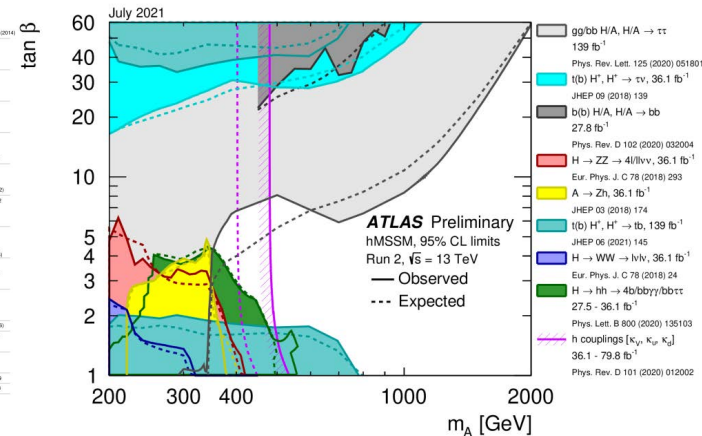 (2014)
July 2021
tan β
60
40
30
20
10
5
4
3
2
1
200
300
400
1000
2000
m_A [GeV]
ATLAS Preliminary
hMSSM, 95% CL limits
Run 2, √s = 13 TeV
Observed
Expected
gg/bb H/A, H/A → ττ
139 fb⁻¹
Phys. Rev. Lett. 125 (2020) 051801
t(b) H⁺, H⁺ → τν, 36.1 fb⁻¹
JHEP 09 (2018) 139
b(b) H/A, H/A → bb
27.8 fb⁻¹
Phys. Rev. D 102 (2020) 032004
H → ZZ → 4l/llνν, 36.1 fb⁻¹
Eur. Phys. J. C 78 (2018) 293
A → Zh, 36.1 fb⁻¹
JHEP 03 (2018) 174
t(b) H⁺, H⁺ → tb, 139 fb⁻¹
JHEP 06 (2021) 145
H → WW → lνlν, 36.1 fb⁻¹
Eur. Phys. J. C 78 (2018) 24
H → hh → 4b/bbγγ/bbττ
27.5 - 36.1 fb⁻¹
Phys. Lett. B 800 (2020) 135103
h couplings [κ_V, κ_u, κ_d]
36.1 - 79.8 fb⁻¹
Phys. Rev. D 101 (2020) 012002